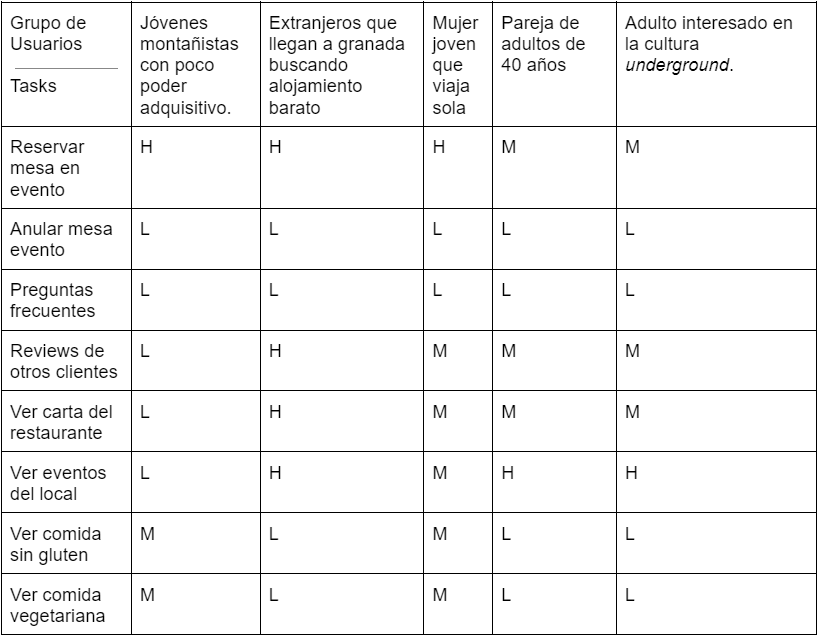 Grupo de
Usuarios
Tasks
Jóvenes
montañistas
con poco
poder
adquisitivo.
Extranjeros que
llegan a granada
buscando
alojamiento
barato
Mujer
joven
que
viaja
sola
Pareja de
adultos de
40 años
Adulto interesado en
la cultura
underground.
Reservar
mesa en
evento
H
H
H
M
M
Anular mesa
evento
L
L
L
L
L
Preguntas
frecuentes
L
L
L
L
L
Reviews de
otros clientes
L
H
M
M
M
Ver carta del
restaurante
L
H
M
M
M
Ver eventos
del local
L
H
M
H
H
Ver comida
sin gluten
M
L
M
L
L
Ver comida
vegetariana
M
L
M
L
L